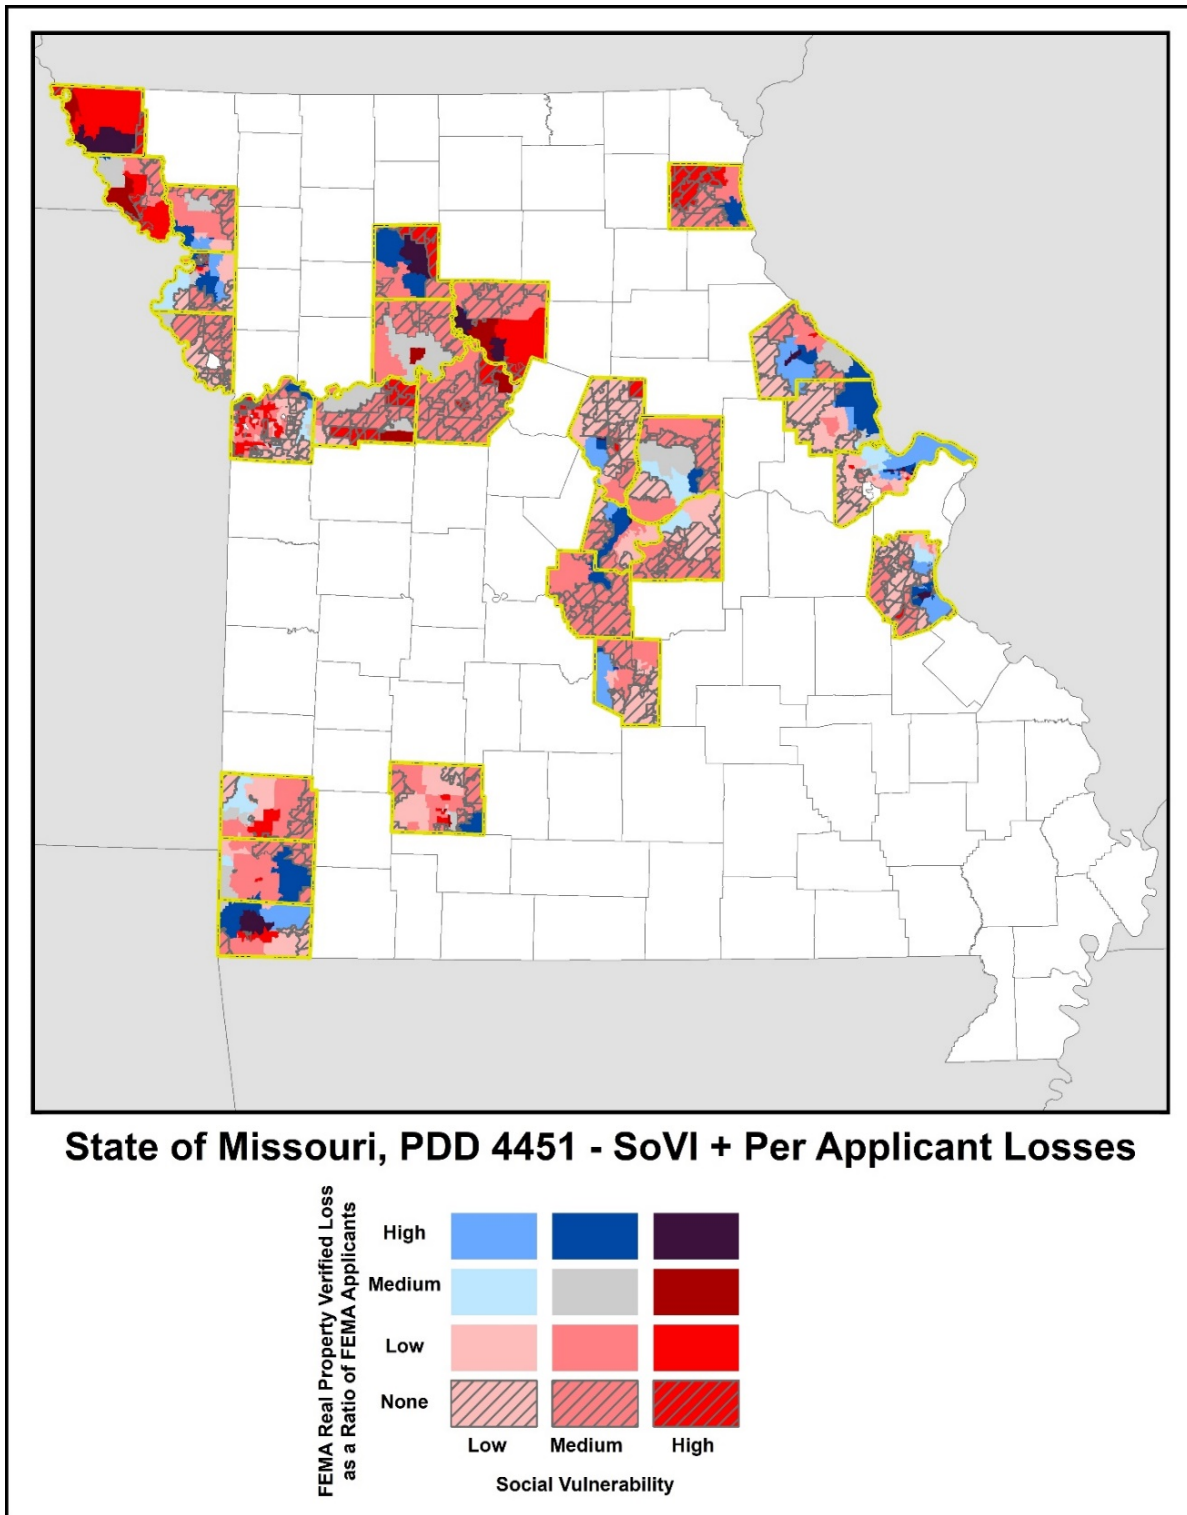 State of Missouri, PDD 4451 - SoVI + Per Applicant Losses
FEMA Real Property Verified Loss
as a Ratio of FEMA Applicants
High
Medium
Low
None
Low Medium High
Social Vulnerability